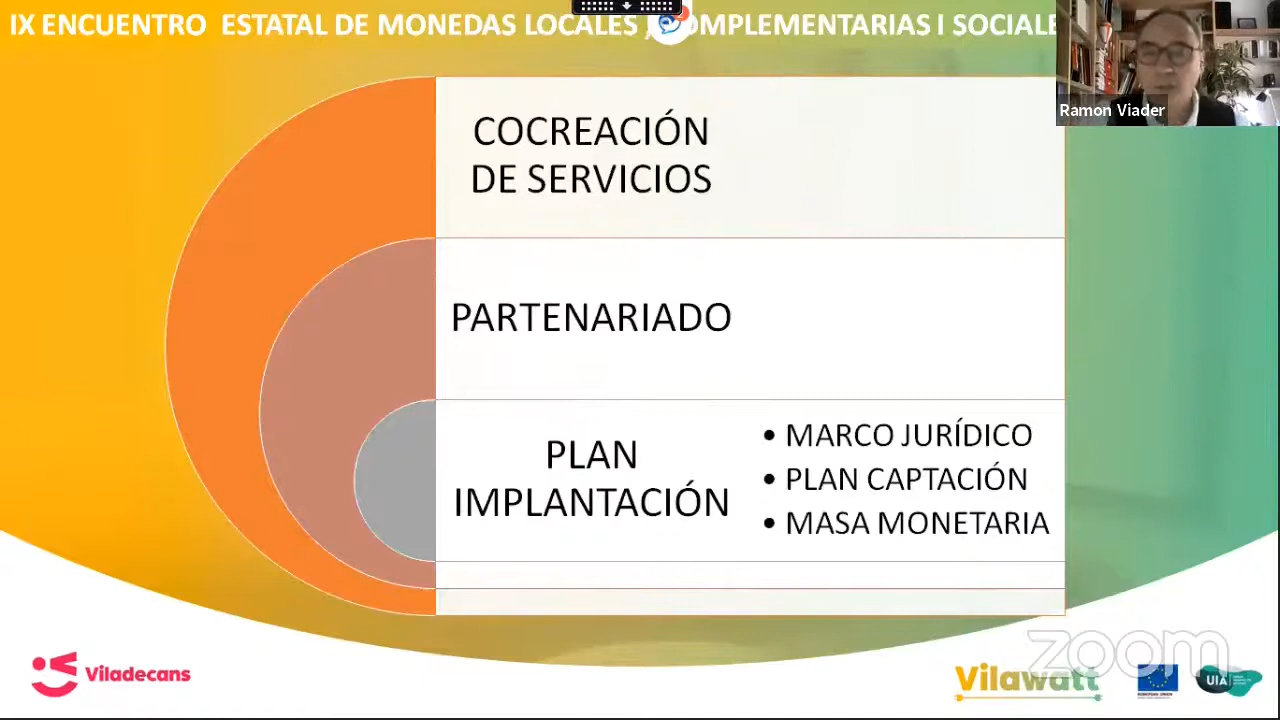 IX ENCUENTRO ESTATAL DE MONEDAS LOCALES , COMPLEMENTARIAS I SOCIALE
Ramon Viader
COCREACIÓN
DE SERVICIOS
PARTENARIADO
PLAN
IMPLANTACIÓN
• MARCO JURÍDICO
• PLAN CAPTACIÓN
• MASA MONETARIA
Viladecans
zoom
Vilawatt
UIA